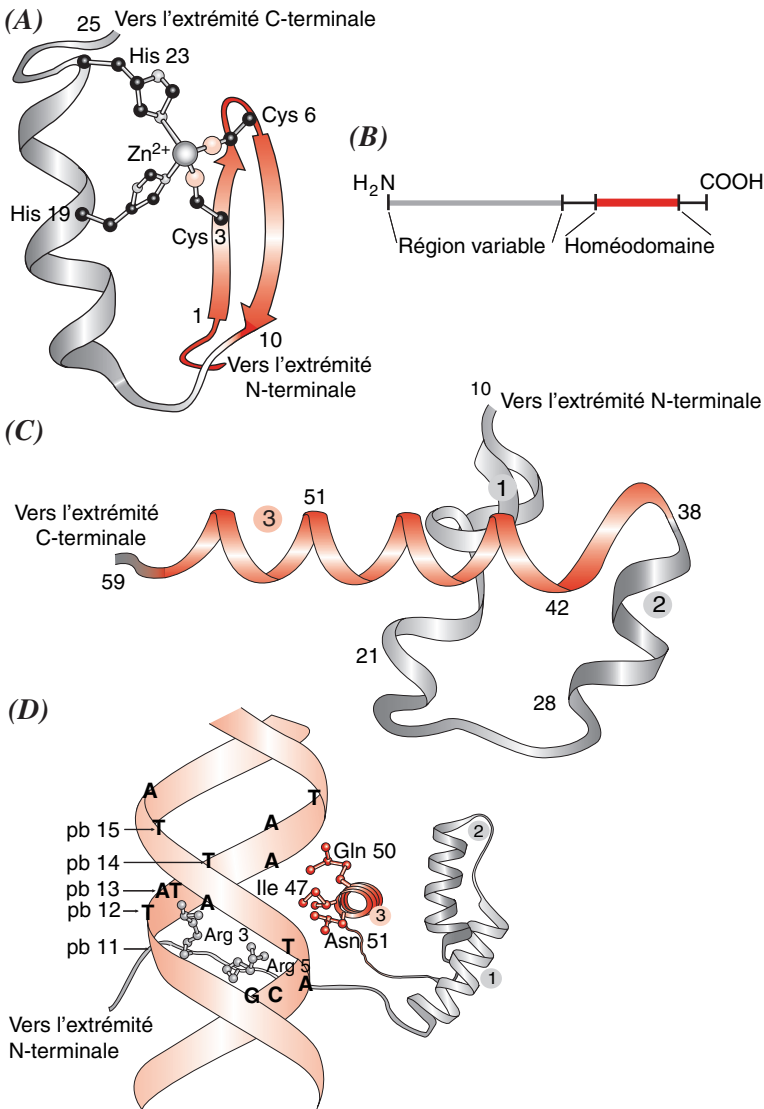 (A)
25
Vers l'extrémité C-terminale
His 23
Cys 6
Zn2+
His 19
Cys 3
1
10
Vers l'extrémité
N-terminale
(B)
H2N
COOH
Région variable
Homéodomaine
(C)
10
Vers l'extrémité N-terminale
1
3
51
38
Vers l'extrémité
C-terminale
59
42
2
21
28
(D)
A
T
pb 15
T
A
pb 14
T
A
Gln 50
2
pb 13
A T
Ile 47
pb 12
T
A
3
Arg 3
Asn 51
pb 11
T
Arg 5
1
G C A
Vers l'extrémité
N-terminale